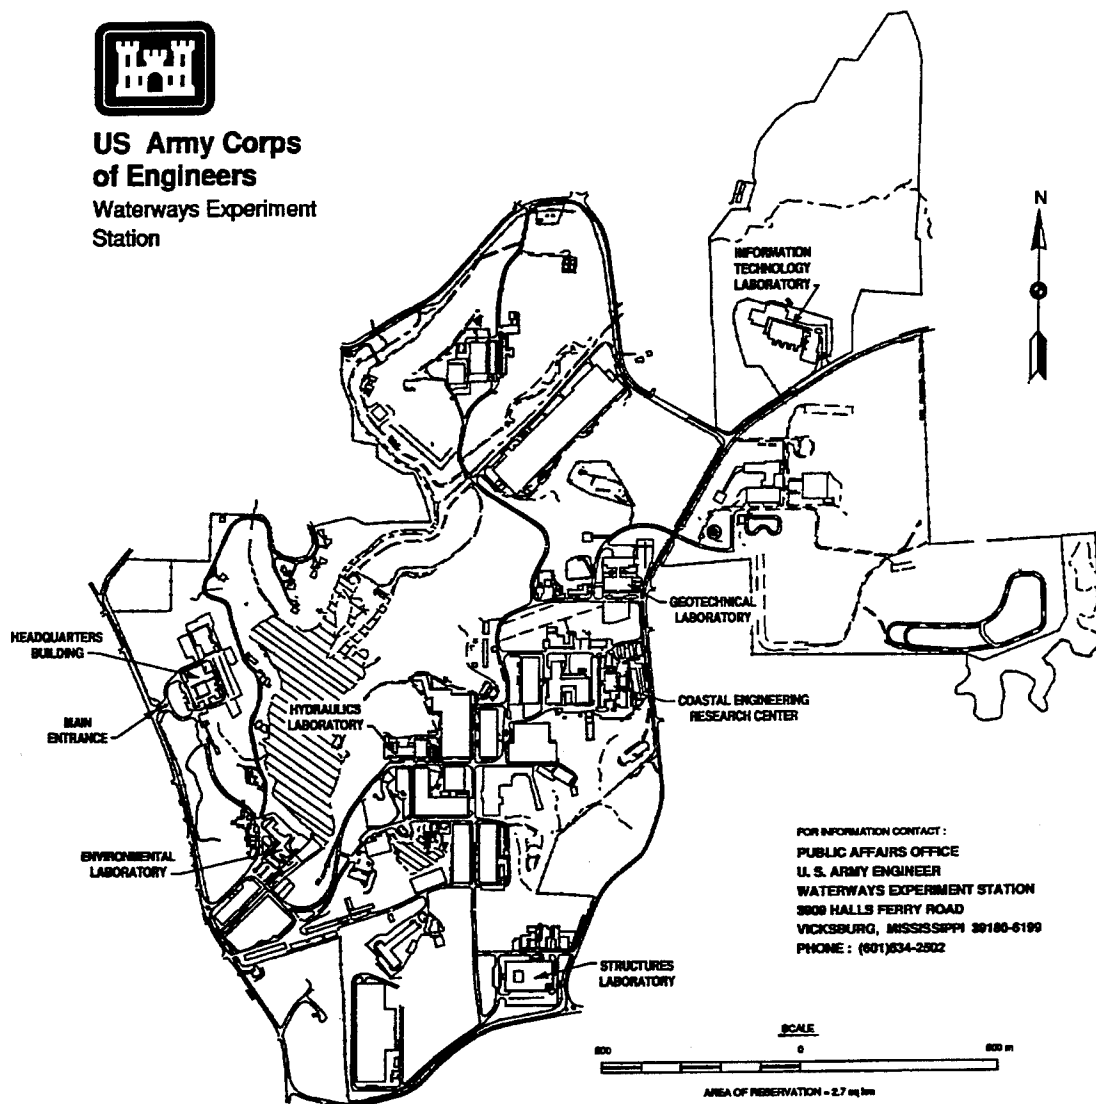 US Army Corps
of Engineers
Waterways Experiment
Station
N
INFORMATION
TECHNOLOGY
LABORATORY
GEOTECHNICAL
LABORATORY
HEADQUARTERS
BUILDING
MAIN
ENTRANCE
HYDRAULICS
LABORATORY
COASTAL ENGINEERING
RESEARCH CENTER
ENVIRONMENTAL
LABORATORY
STRUCTURES
LABORATORY
FOR INFORMATION CONTACT :
PUBLIC AFFAIRS OFFICE
U. S. ARMY ENGINEER
WATERWAYS EXPERIMENT STATION
3909 HALLS FERRY ROAD
VICKSBURG, MISSISSIPPI 39180-6199
PHONE : (601)634-2502
SCALE
0
m
AREA OF RESERVATION = 2.7 sq km